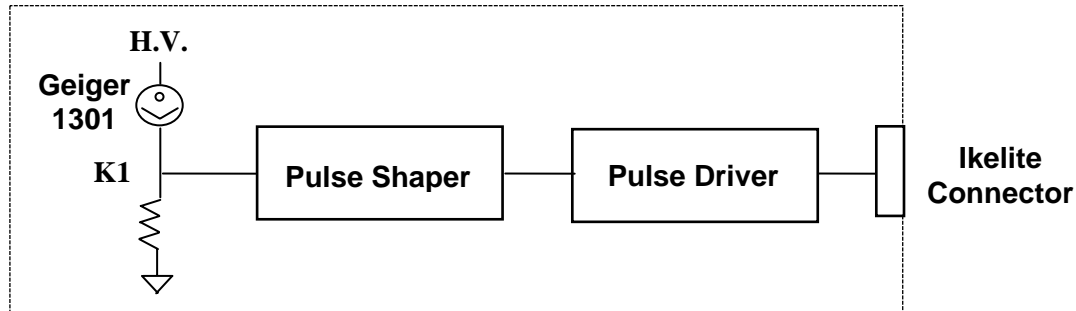 H.V.
Geiger
1301
K1
Pulse Shaper
Pulse Driver
Ikelite
Connector